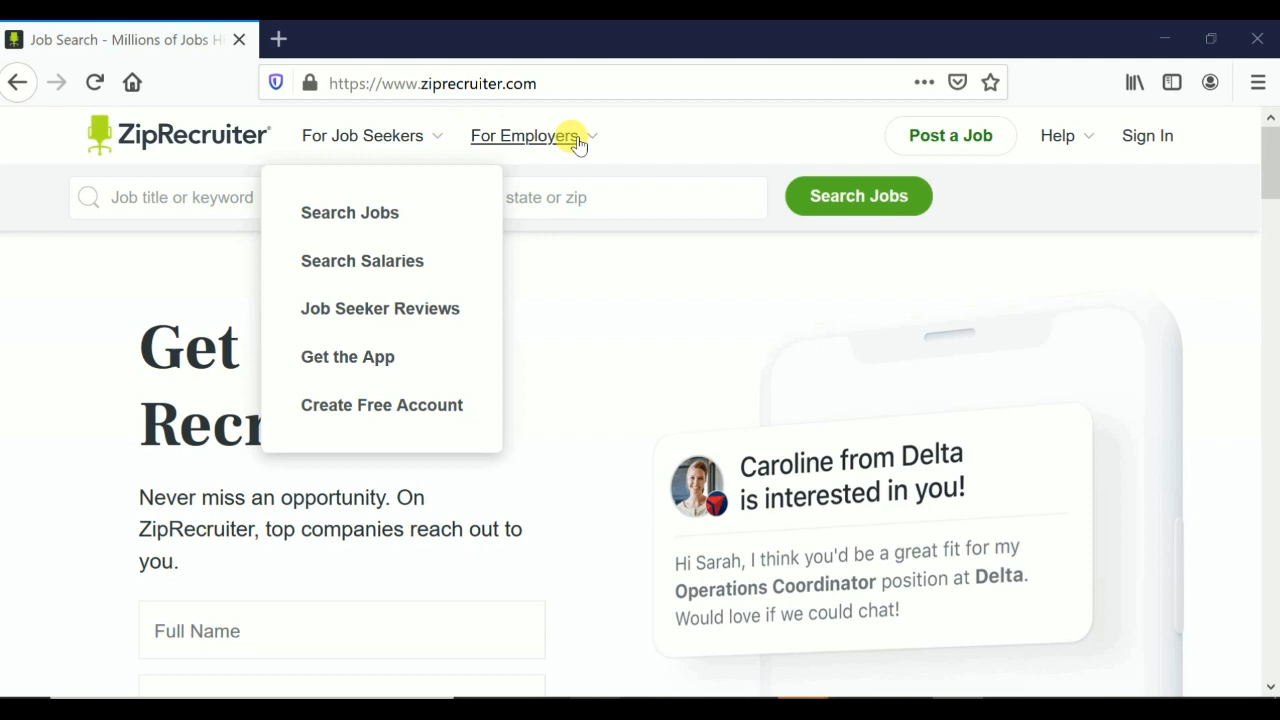 Job Search - Millions of Jobs H
https://www.ziprecruiter.com
ZipRecruiter
For Job Seekers
For Employers
Post a Job
Help
Sign In
Job title or keyword
state or zip
Search Jobs
Search Jobs
Search Salaries
Job Seeker Reviews
Get the App
Create Free Account
Get
Recr
Never miss an opportunity. On
ZipRecruiter, top companies reach out to
you.
Full Name
Caroline from Delta
is interested in you!
Hi Sarah, I think you'd be a great fit for my
Operations Coordinator position at Delta.
Would love if we could chat!